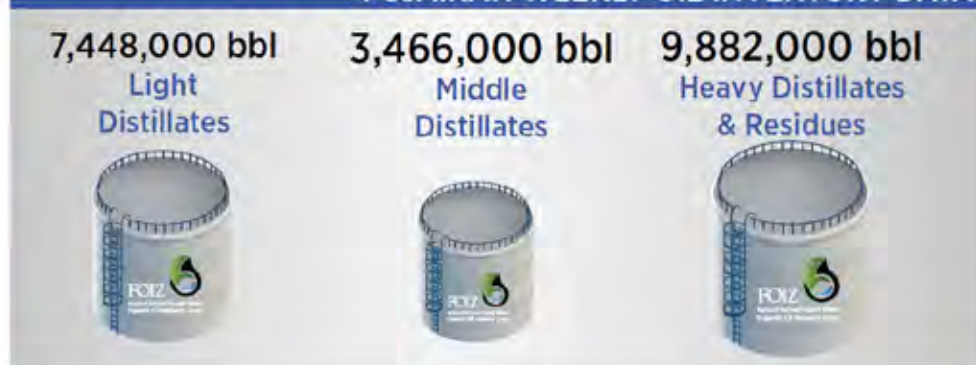 7,448,000 bbl
Light
Distillates
3,466,000 bbl
Middle
Distillates
9,882,000 bbl
Heavy Distillates
& Residues
FOIZ
FOIZ
FOIZ